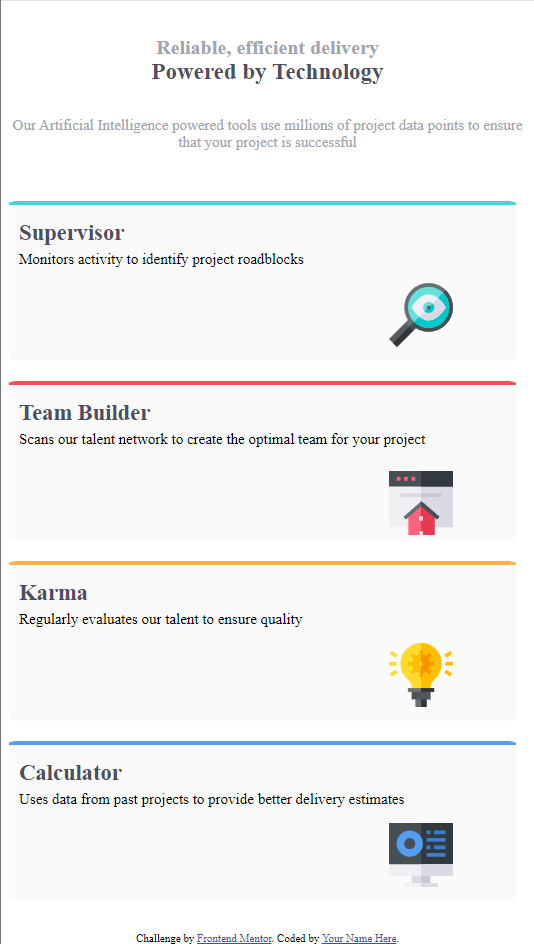 Reliable, efficient delivery
Powered by Technology
Our Artificial Intelligence powered tools use millions of project data points to ensure
that your project is successful
Supervisor
Monitors activity to identify project roadblocks
Team Builder
Scans our talent network to create the optimal team for your project
Karma
Regularly evaluates our talent to ensure quality
Calculator
Uses data from past projects to provide better delivery estimates
Challenge by Frontend Mentor. Coded by Your Name Here.